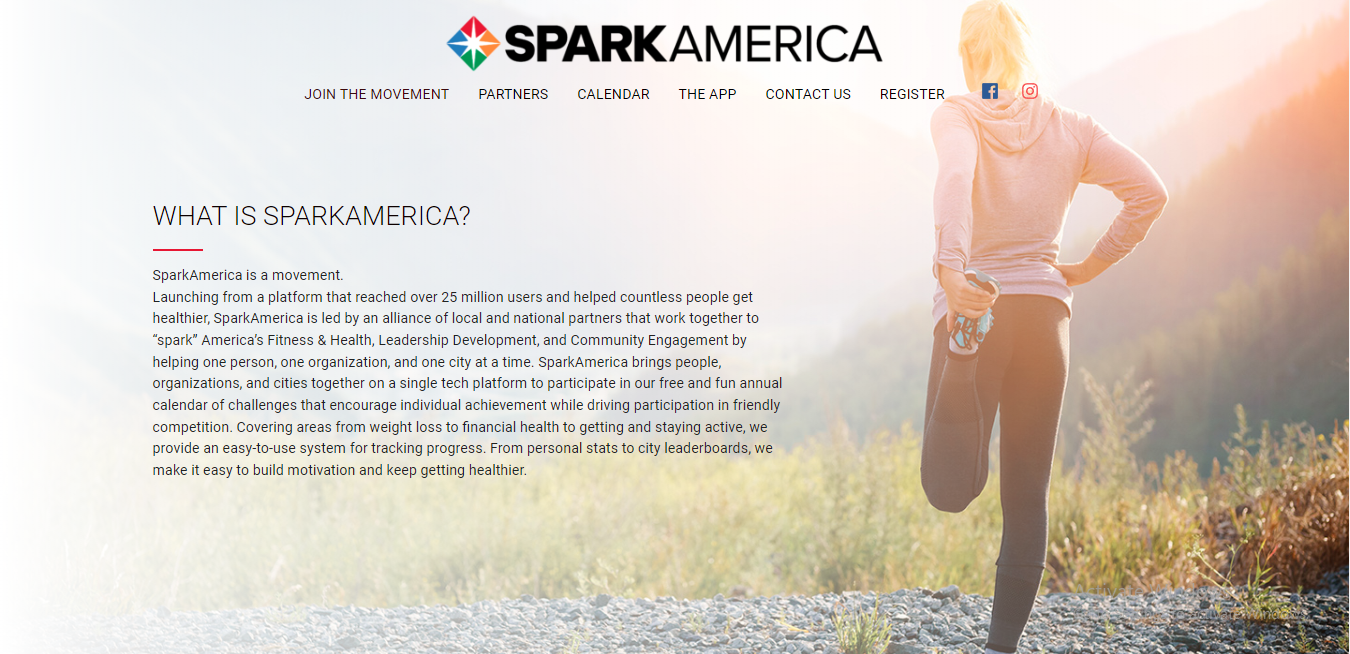 SPARKAMERICA
JOIN THE MOVEMENT PARTNERS CALENDAR THE APP CONTACT US REGISTER
WHAT IS SPARKAMERICA?
SparkAmerica is a movement.
Launching from a platform that reached over 25 million users and helped countless people get
healthier, SparkAmerica is led by an alliance of local and national partners that work together to
“spark” America’s Fitness & Health, Leadership Development, and Community Engagement by
helping one person, one organization, and one city at a time. SparkAmerica brings people,
organizations, and cities together on a single tech platform to participate in our free and fun annual
calendar of challenges that encourage individual achievement while driving participation in friendly
competition. Covering areas from weight loss to financial health to getting and staying active, we
provide an easy-to-use system for tracking progress. From personal stats to city leaderboards, we
make it easy to build motivation and keep getting healthier.